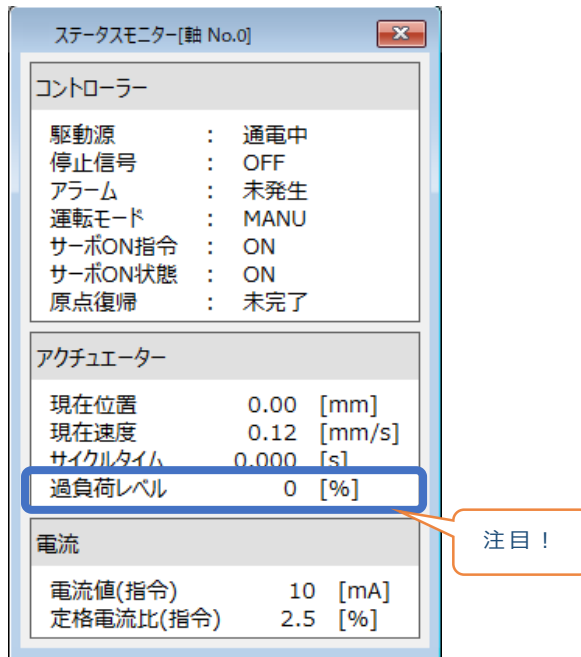 ステータスモニター[軸 No.0]
コントローラー
駆動源 : 通電中
停止信号 : OFF
アラーム : 未発生
運転モード : MANU
サーボON指令 : ON
サーボON状態 : ON
原点復帰 : 未完了
アクチュエーター
現在位置 0.00 [mm]
現在速度 0.12 [mm/s]
サイクルタイム 0.000 [s]
過負荷レベル 0 [%]
注目！
電流
電流値(指令) 10 [mA]
定格電流比(指令) 2.5 [%]